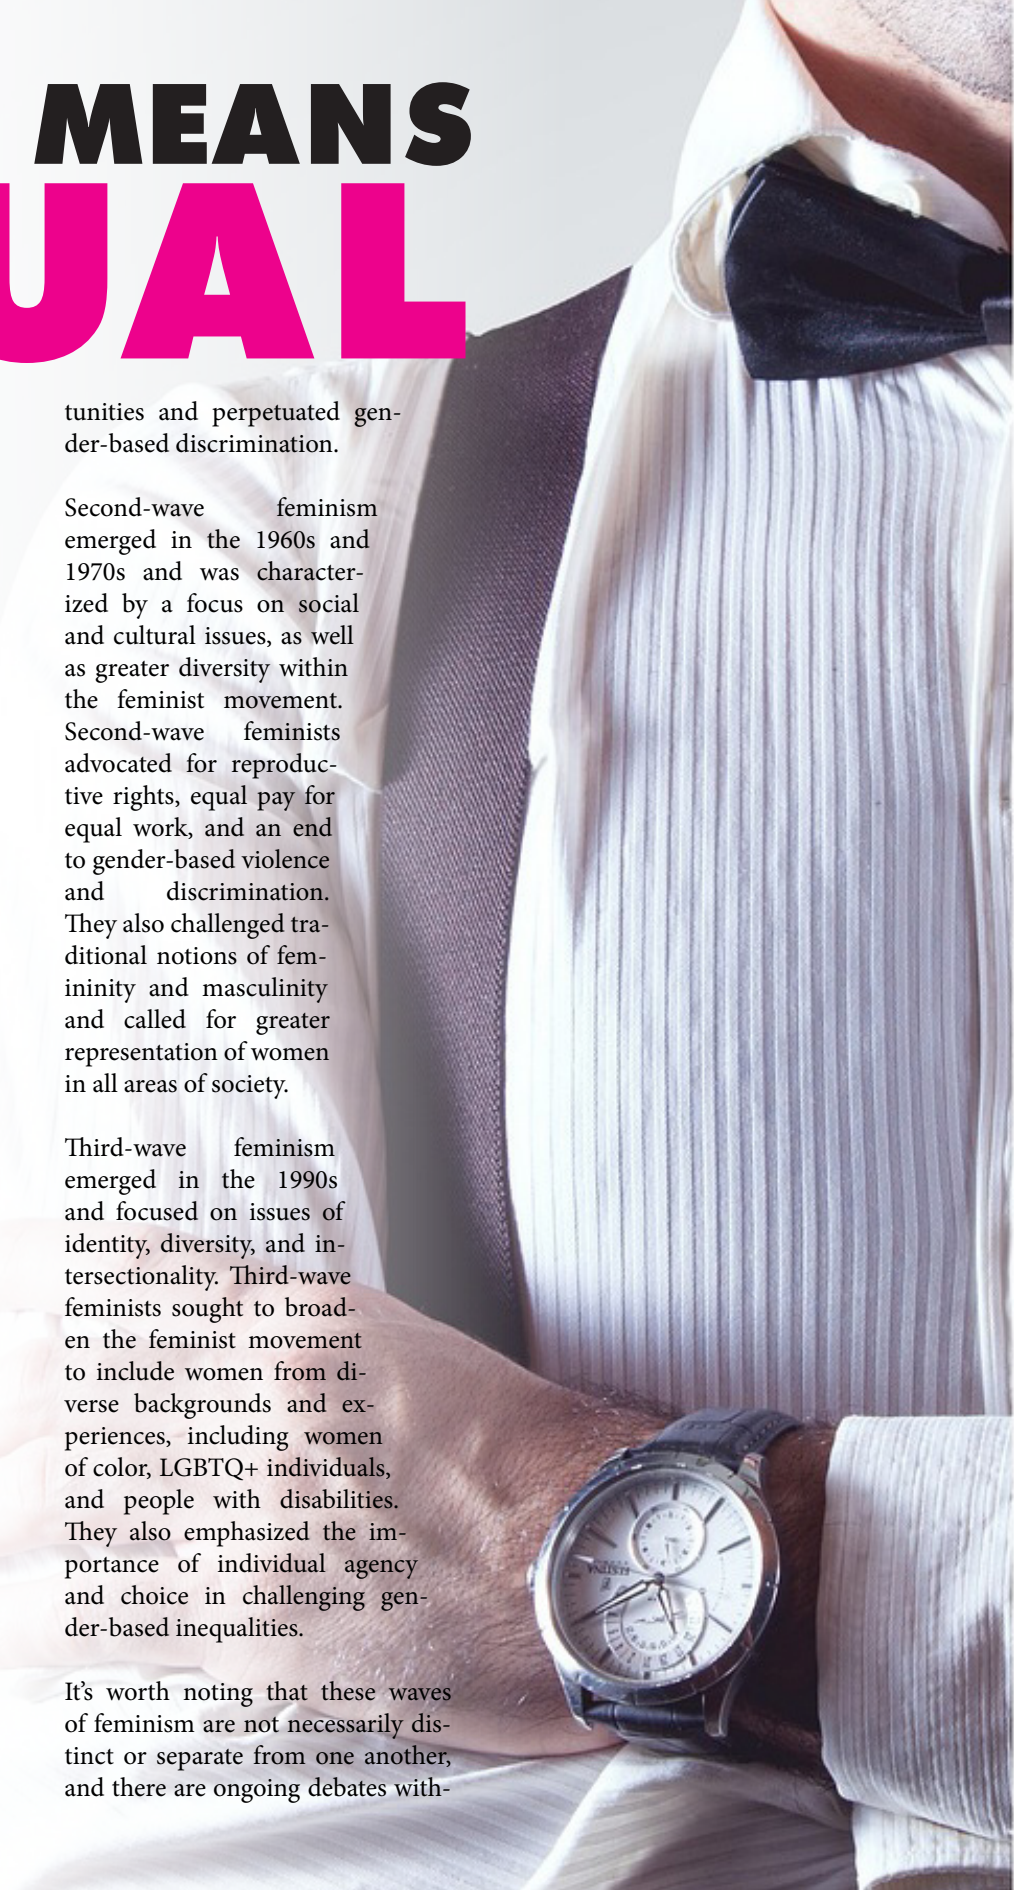 MEANS
UAL
tunities and perpetuated gen-
der-based discrimination.
Second-wave feminism
emerged in the 1960s and
1970s and was character-
ized by a focus on social
and cultural issues, as well
as greater diversity within
the feminist movement.
Second-wave feminists
advocated for reproduc-
tive rights, equal pay for
equal work, and an end
to gender-based violence
and discrimination.
They also challenged tra-
ditional notions of fem-
ininity and masculinity
and called for greater
representation of women
in all areas of society.
Third-wave feminism
emerged in the 1990s
and focused on issues of
identity, diversity, and in-
tersectionality. Third-wave
feminists sought to broad-
en the feminist movement
to include women from di-
verse backgrounds and ex-
periences, including women
of color, LGBTQ+ individuals,
and people with disabilities.
They also emphasized the im-
portance of individual agency
and choice in challenging gen-
der-based inequalities.
It's worth noting that these waves
of feminism are not necessarily dis-
tinct or separate from one another,
and there are ongoing debates with-
FESTINA